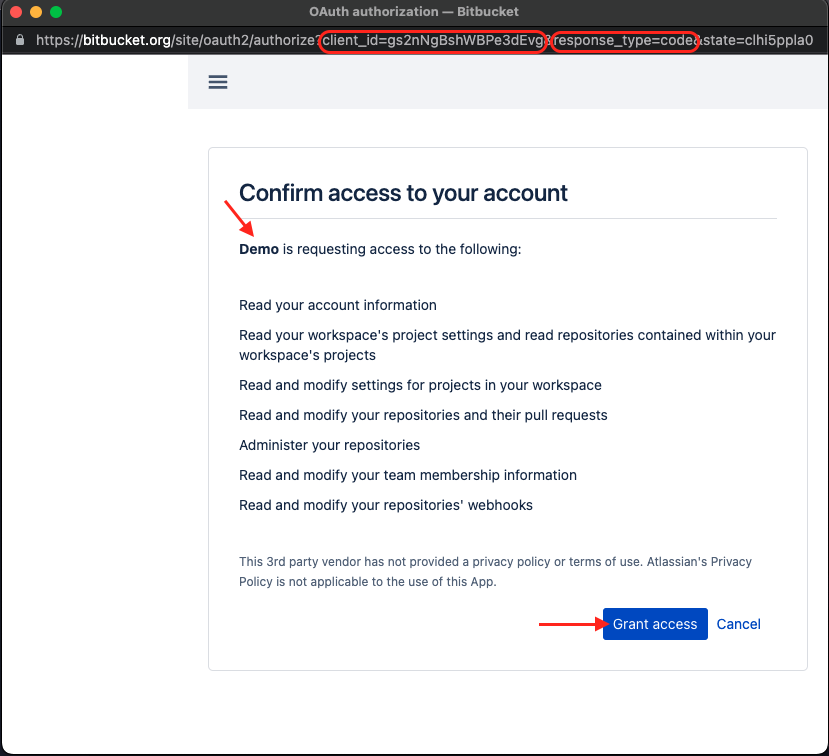 OAuth authorization — Bitbucket
https://bitbucket.org/site/oauth2/authorize?client_id=gs2nNgBshWBPe3dEvg&response_type=code&state=clhi5ppla0
Confirm access to your account
Demo is requesting access to the following:
Read your account information
Read your workspace's project settings and read repositories contained within your
workspace's projects
Read and modify settings for projects in your workspace
Read and modify your repositories and their pull requests
Administer your repositories
Read and modify your team membership information
Read and modify your repositories' webhooks
This 3rd party vendor has not provided a privacy policy or terms of use. Atlassian's Privacy
Policy is not applicable to the use of this App.
Grant access Cancel